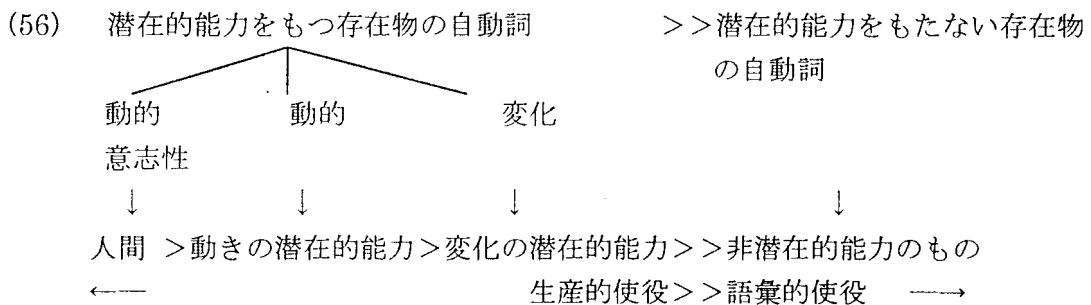 (56) 潜在的能力をもつ存在物の自動詞 >>潜在的能力をもたない存在物
の自動詞
動的 動的 変化
意志性
↓ ↓ ↓ ↓
人間 >動きの潜在的能力>変化の潜在的能力>>非潜在的能力のもの
←― 生産的使役>>語彙的使役 ―→